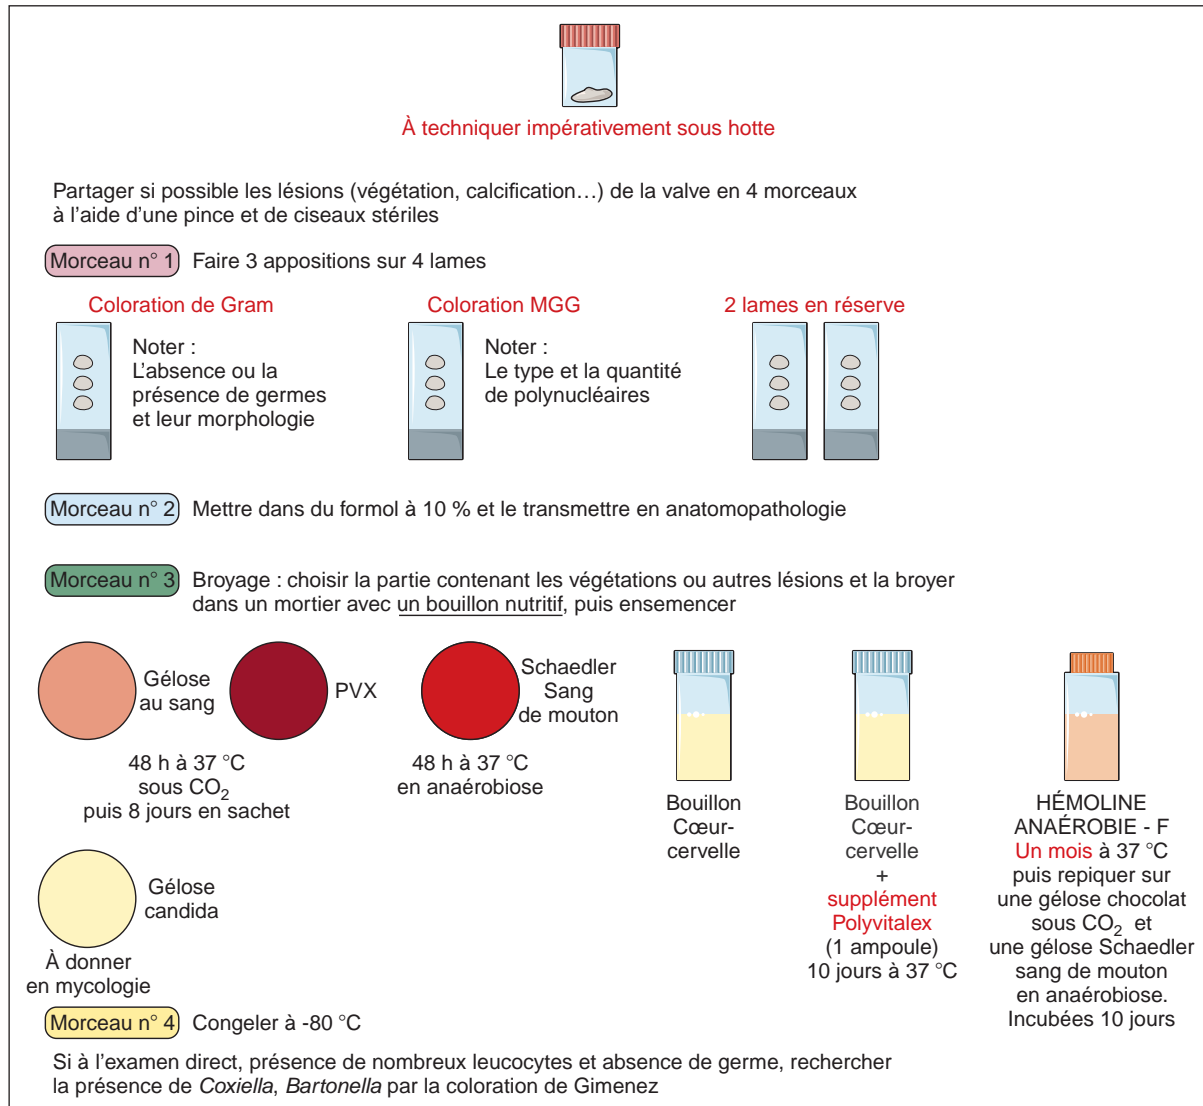 À techniquer impérativement sous hotte
Partager si possible les lésions (végétation, calcification…) de la valve en 4 morceaux
à l'aide d'une pince et de ciseaux stériles
Morceau n° 1 Faire 3 appositions sur 4 lames
Coloration de Gram
Noter :
L'absence ou la
présence de germes
et leur morphologie
Coloration MGG
Noter :
Le type et la quantité
de polynucléaires
2 lames en réserve
Morceau n° 2 Mettre dans du formol à 10 % et le transmettre en anatomopathologie
Morceau n° 3 Broyage : choisir la partie contenant les végétations ou autres lésions et la broyer
dans un mortier avec un bouillon nutritif, puis ensemencer
Gélose
au sang
PVX
48 h à 37 °C
sous CO2
puis 8 jours en sachet
Schaedler
Sang
de mouton
48 h à 37 °C
en anaérobiose
Gélose
candida
À donner
en mycologie
Bouillon
Cœur-
cervelle
Bouillon
Cœur-
cervelle
+
supplément
Polyvitalex
(1 ampoule)
10 jours à 37 °C
HÉMOLINE
ANAÉROBIE - F
Un mois à 37 °C
puis repiquer sur
une gélose chocolat
sous CO2 et
une gélose Schaedler
sang de mouton
en anaérobiose.
Incubées 10 jours
Morceau n° 4 Congeler à -80 °C
Si à l'examen direct, présence de nombreux leucocytes et absence de germe, rechercher
la présence de Coxiella, Bartonella par la coloration de Gimenez